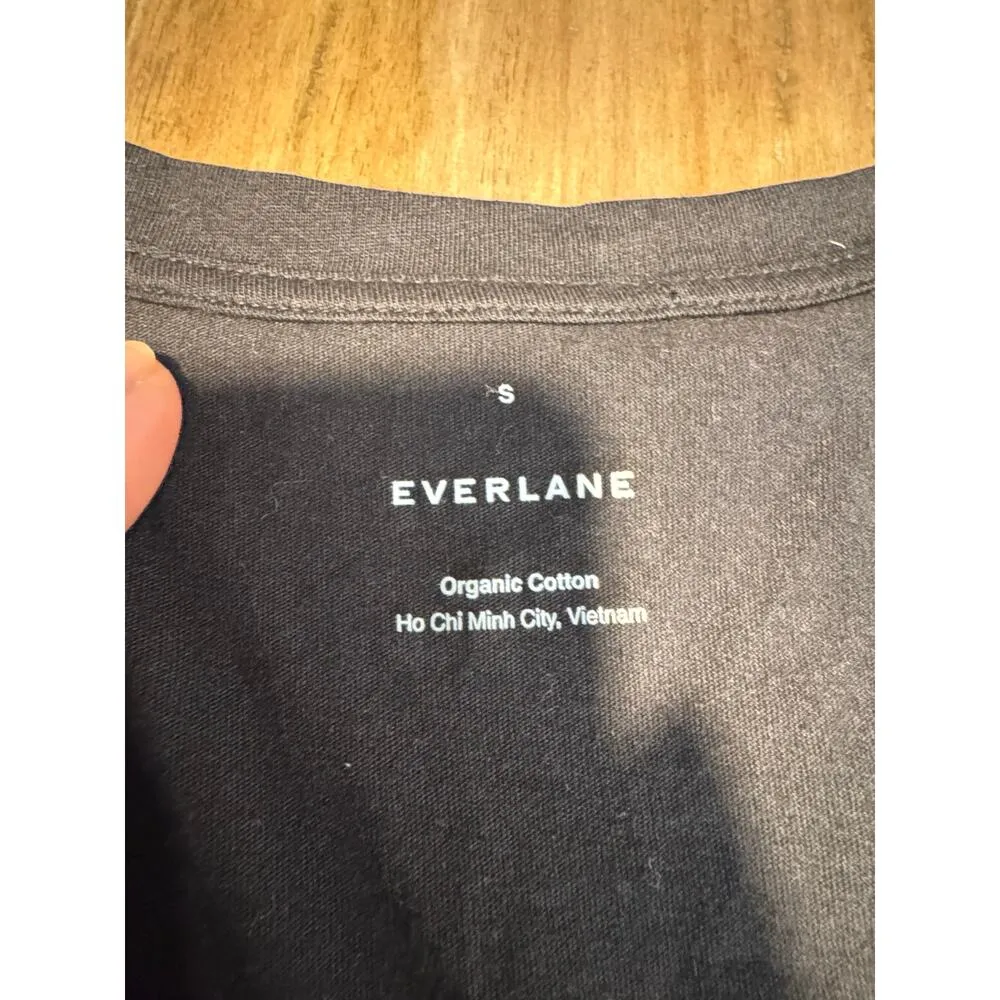 S
EVERLANE
Organic Cotton
Ho Chi Minh City, Vietnam